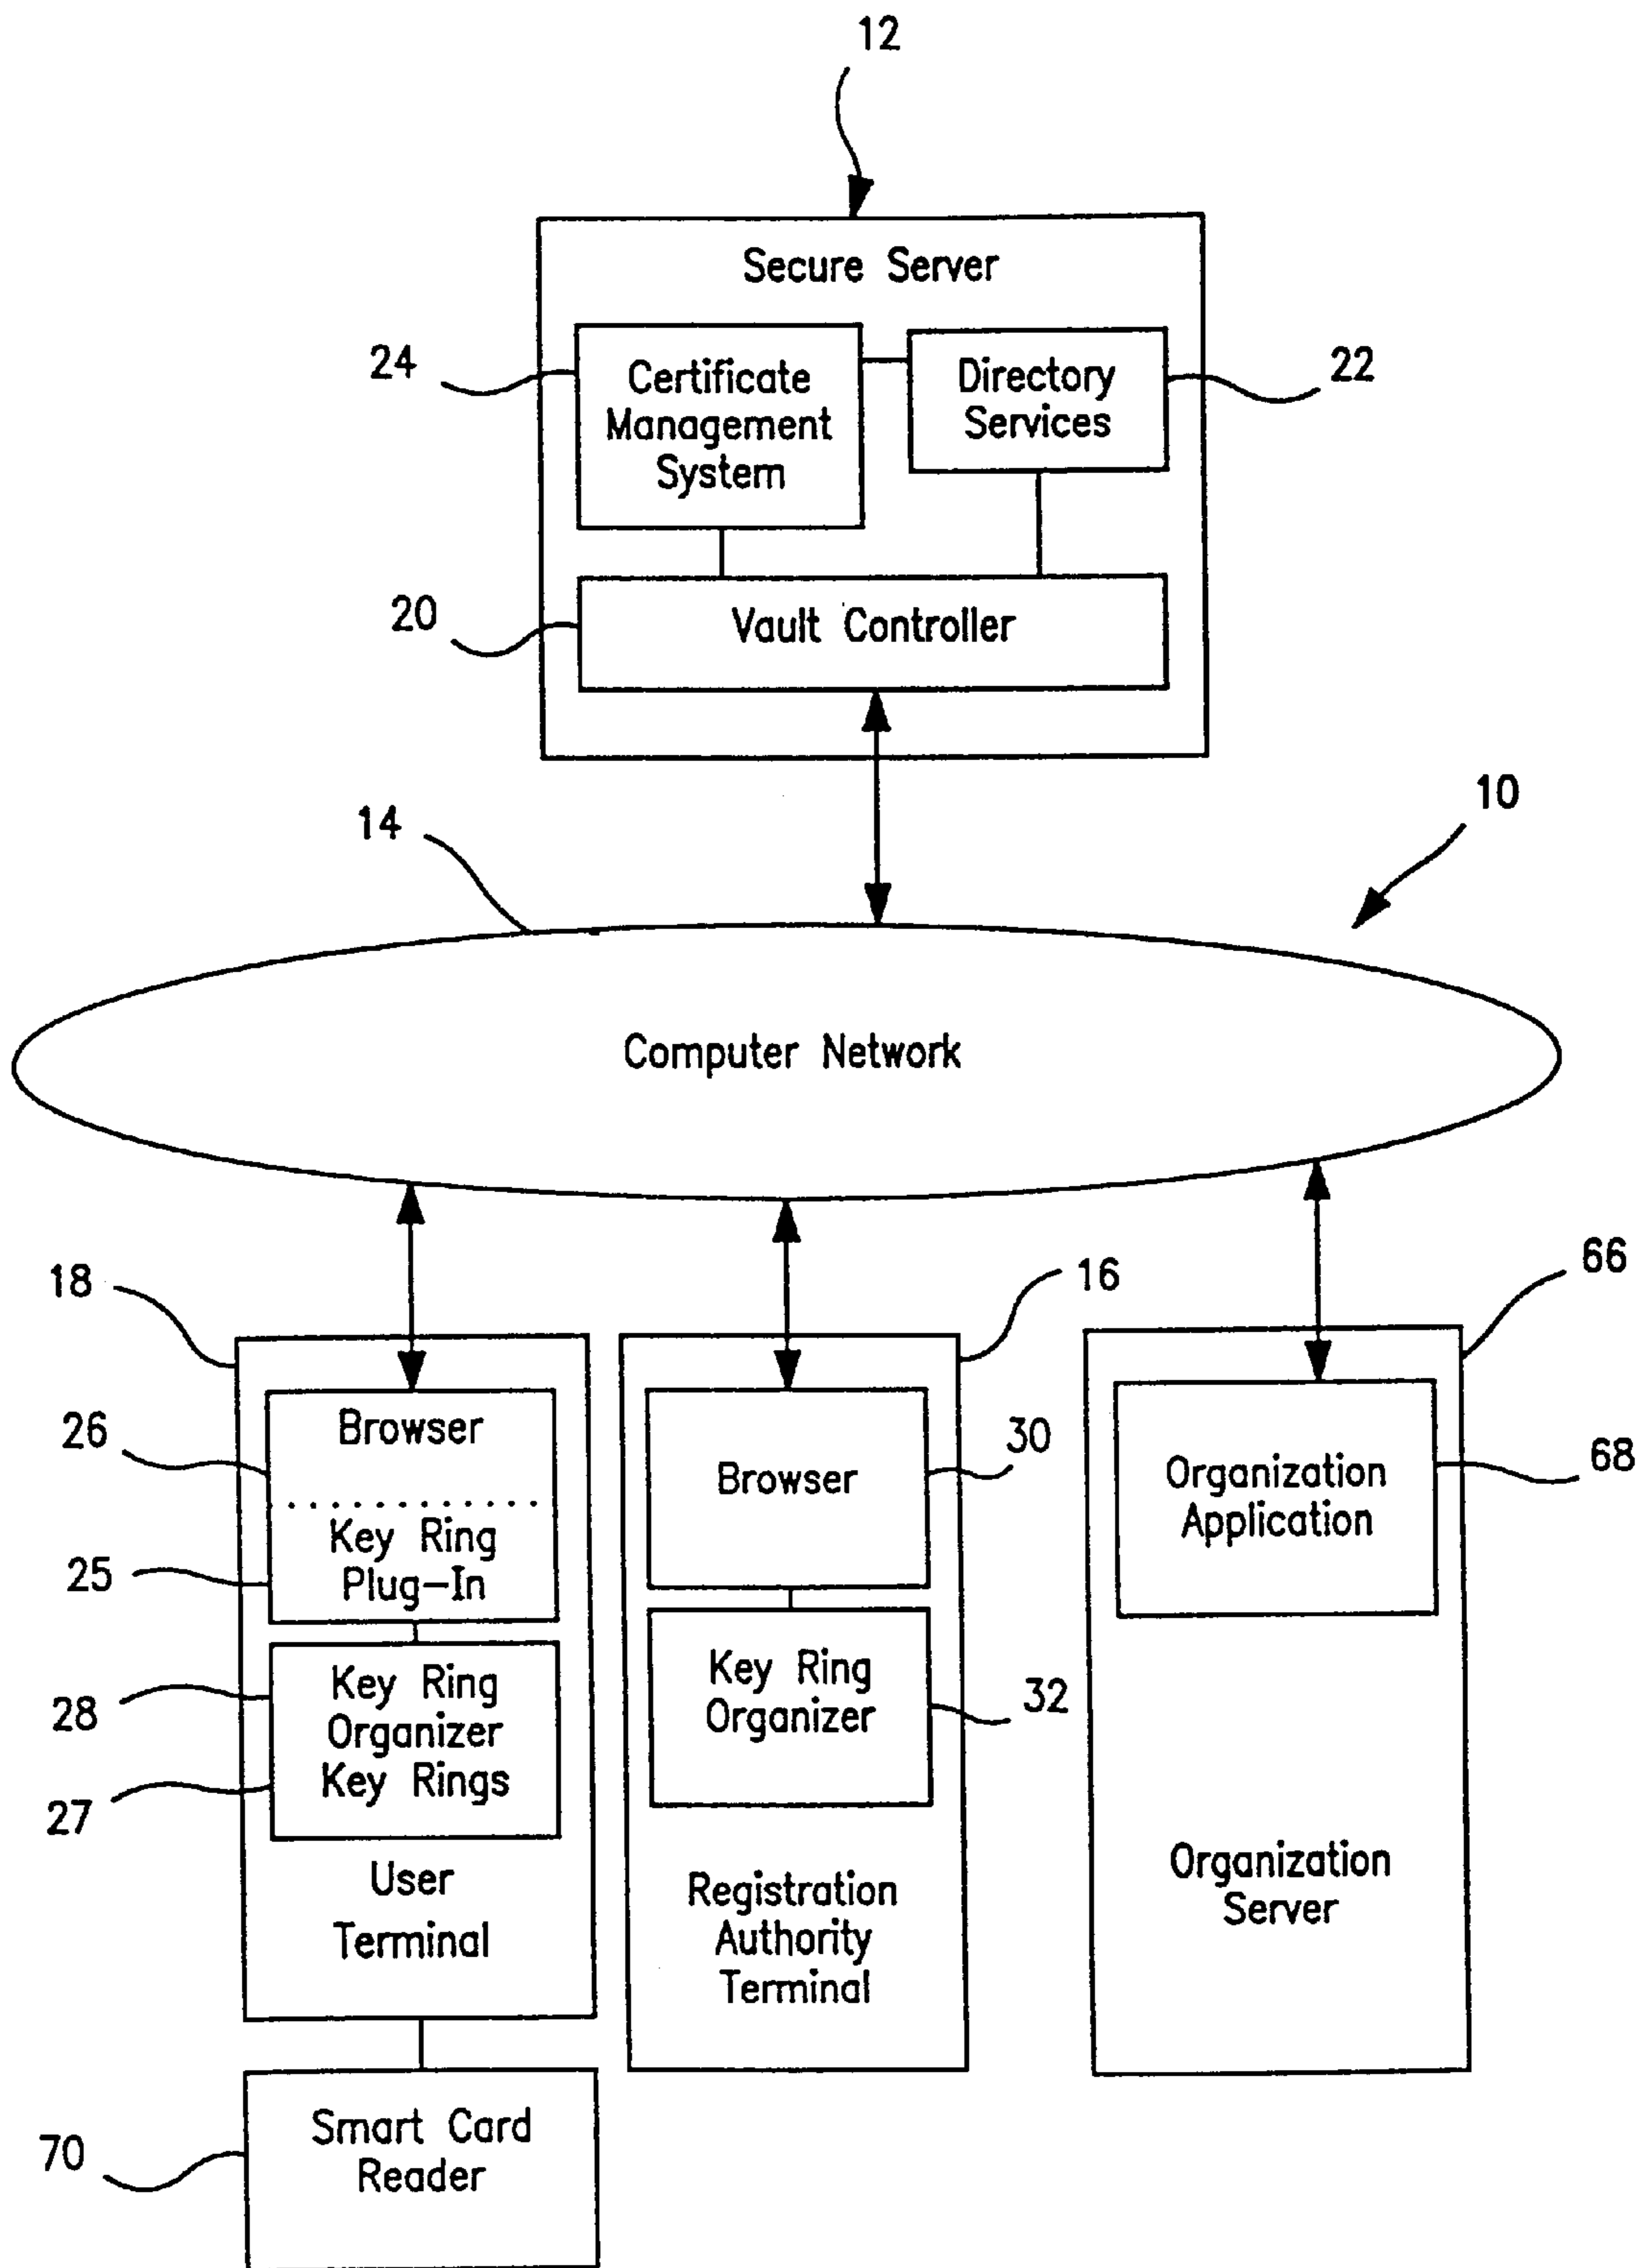 12
Secure Server
24
Certificate
Management
System
Directory
Services
22
20
Vault Controller
10
14
Computer Network
18
16
66
26
Browser
Key Ring
Plug-In
25
28
Key Ring
Organizer
Key Rings
27
User
Terminal
Browser
30
Key Ring
Organizer
32
Registration
Authority
Terminal
Organization
Application
68
Organization
Server
70
Smart Card
Reader